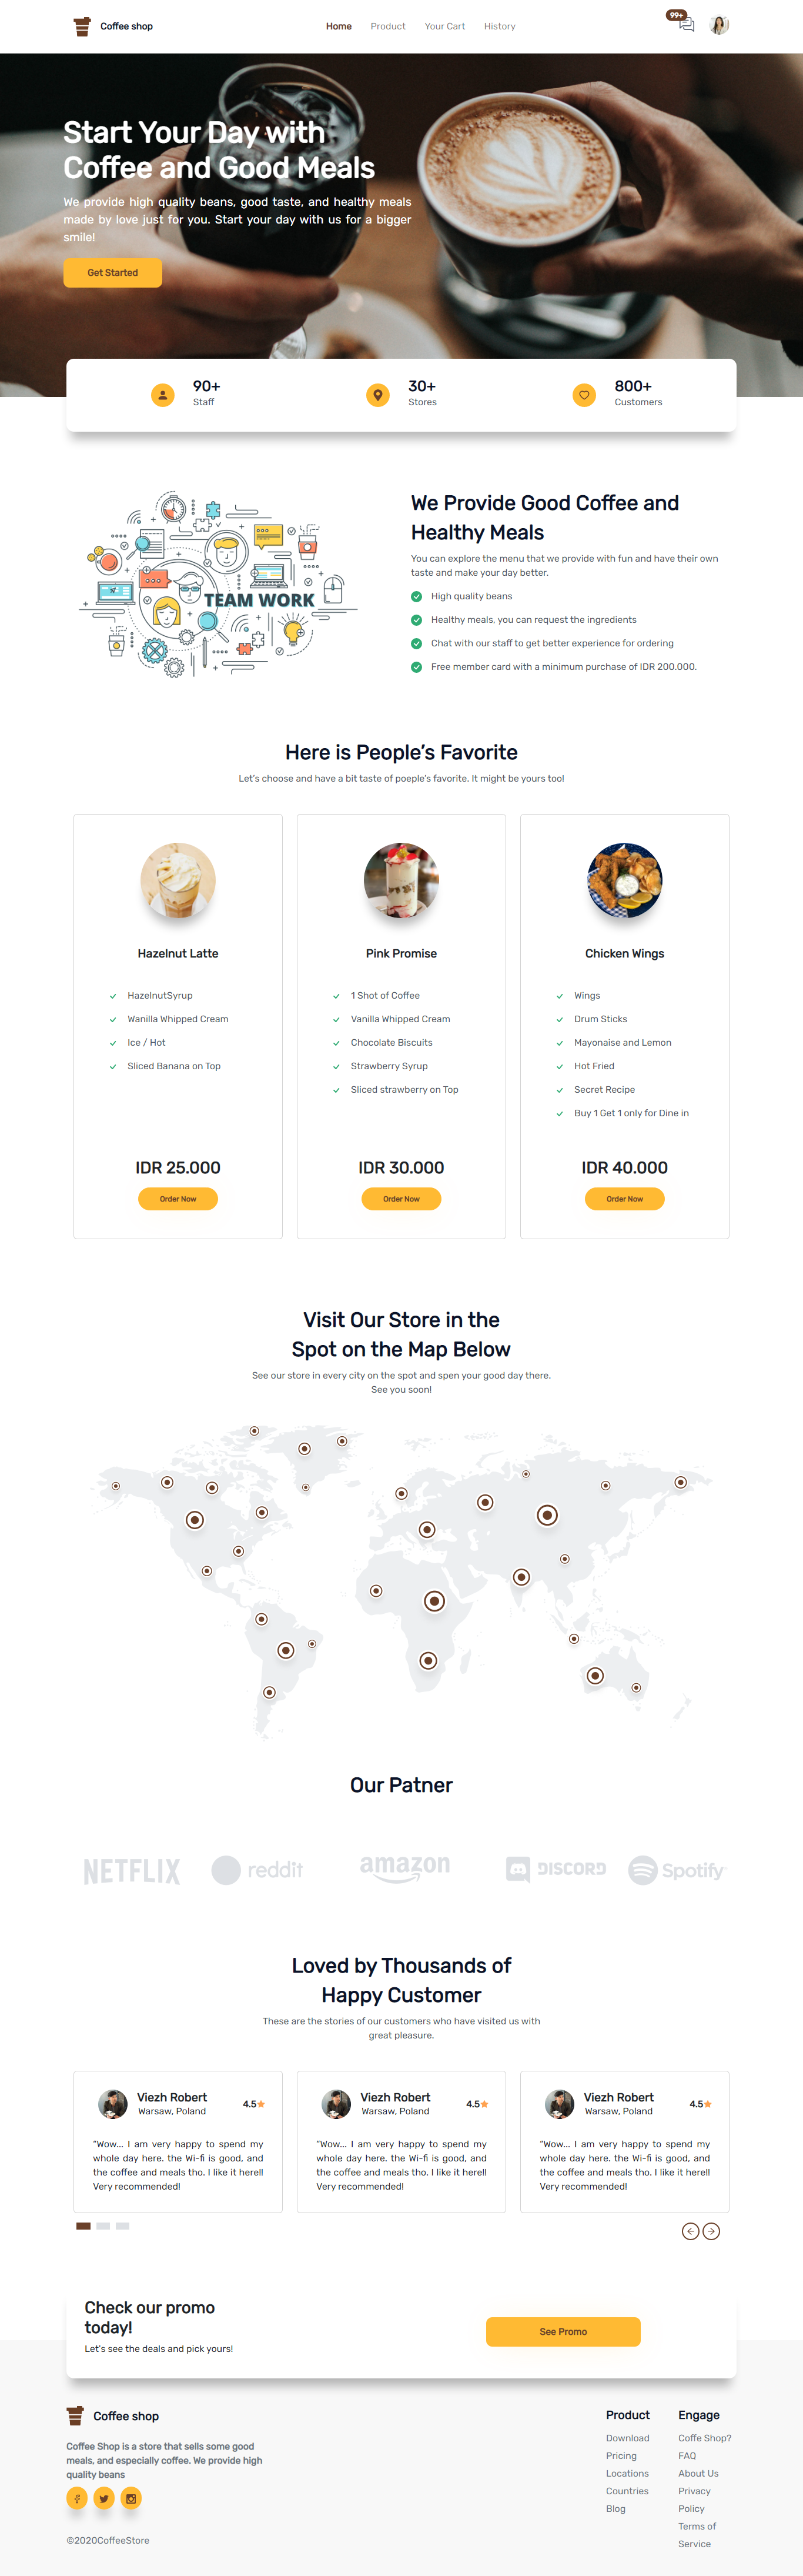 Coffee shop
Home
Product
Your Cart
History
99+
Start Your Day with
Coffee and Good Meals
We provide high quality beans, good taste, and healthy meals
made by love just for you. Start your day with us for a bigger
smile!
Get Started
90+
Staff
30+
Stores
800+
Customers
TEAM WORK
We Provide Good Coffee and
Healthy Meals
You can explore the menu that we provide with fun and have their own
taste and make your day better.
High quality beans
Healthy meals, you can request the ingredients
Chat with our staff to get better experience for ordering
Free member card with a minimum purchase of IDR 200.000.
Here is People’s Favorite
Let’s choose and have a bit taste of poeple’s favorite. It might be yours too!
Hazelnut Latte
HazelnutSyrup
Wanilla Whipped Cream
Ice / Hot
Sliced Banana on Top
IDR 25.000
Order Now
Pink Promise
1 Shot of Coffee
Vanilla Whipped Cream
Chocolate Biscuits
Strawberry Syrup
Sliced strawberry on Top
IDR 30.000
Order Now
Chicken Wings
Wings
Drum Sticks
Mayonaise and Lemon
Hot Fried
Secret Recipe
Buy 1 Get 1 only for Dine in
IDR 40.000
Order Now
Visit Our Store in the
Spot on the Map Below
See our store in every city on the spot and spen your good day there.
See you soon!
Our Patner
NETFLIX
reddit
amazon
DISCORD
Spotify
Loved by Thousands of
Happy Customer
These are the stories of our customers who have visited us with
great pleasure.
Viezh Robert
Warsaw, Poland
4.5
“Wow... I am very happy to spend my
whole day here. the Wi-fi is good, and
the coffee and meals tho. I like it here!!
Very recommended!
Viezh Robert
Warsaw, Poland
4.5
“Wow... I am very happy to spend my
whole day here. the Wi-fi is good, and
the coffee and meals tho. I like it here!!
Very recommended!
Viezh Robert
Warsaw, Poland
4.5
“Wow... I am very happy to spend my
whole day here. the Wi-fi is good, and
the coffee and meals tho. I like it here!!
Very recommended!
Check our promo
today!
Let's see the deals and pick yours!
See Promo
Coffee shop
Coffee Shop is a store that sells some good
meals, and especially coffee. We provide high
quality beans
©2020CoffeeStore
Product
Download
Pricing
Locations
Countries
Blog
Engage
Coffe Shop?
FAQ
About Us
Privacy
Policy
Terms of
Service